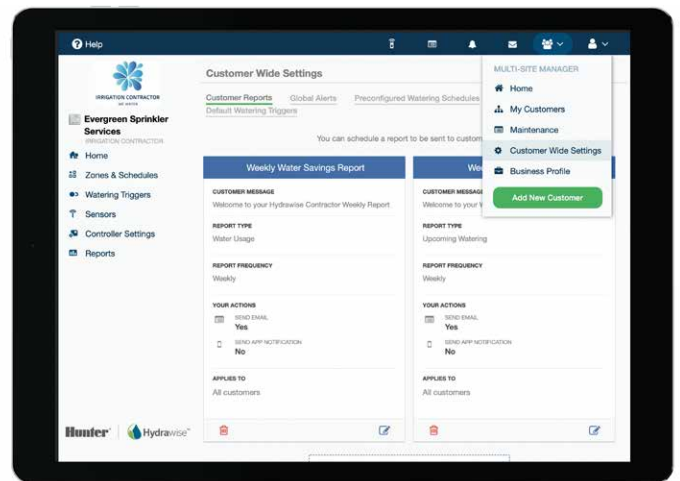 Help
MULTI-SITE MANAGER
Home
My Customers
Maintenance
Customer Wide Settings
Business Profile
Add New Customer
IRRIGATION CONTRACTOR
Evergreen Sprinkler
Services
IRRIGATION CONTRACTOR
Home
Zones & Schedules
Watering Triggers
Sensors
Controller Settings
Reports
Hunter Hydrawise™
Customer Wide Settings
Customer Reports Global Alerts Preconfigured Watering Schedules
Default Watering Triggers
You can schedule a report to be sent to custom
Weekly Water Savings Report
CUSTOMER MESSAGE
Welcome to your Hydrawise Contractor Weekly Report
REPORT TYPE
Water Usage
REPORT FREQUENCY
Weekly
YOUR ACTIONS
SEND EMAIL
Yes
SEND APP NOTIFICATION
No
APPLIES TO
All customers
CUSTOMER MESSAGE
Welcome to your
REPORT TYPE
Upcoming Watering
REPORT FREQUENCY
Weekly
YOUR ACTIONS
SEND EMAIL
Yes
SEND APP NOTIFICATION
No
APPLIES TO
All customers